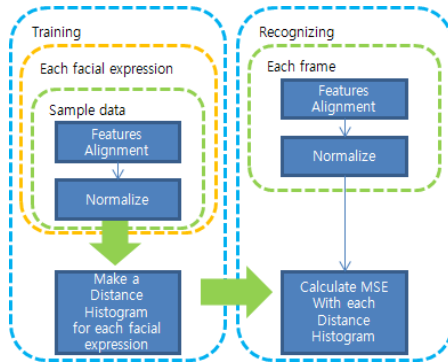 Training
Each facial expression
Sample data
Features
Alignment
Normalize
Make a
Distance
Histogram
for each facial
expression
Recognizing
Each frame
Features
Alignment
Normalize
Calculate MSE
With each
Distance
Histogram